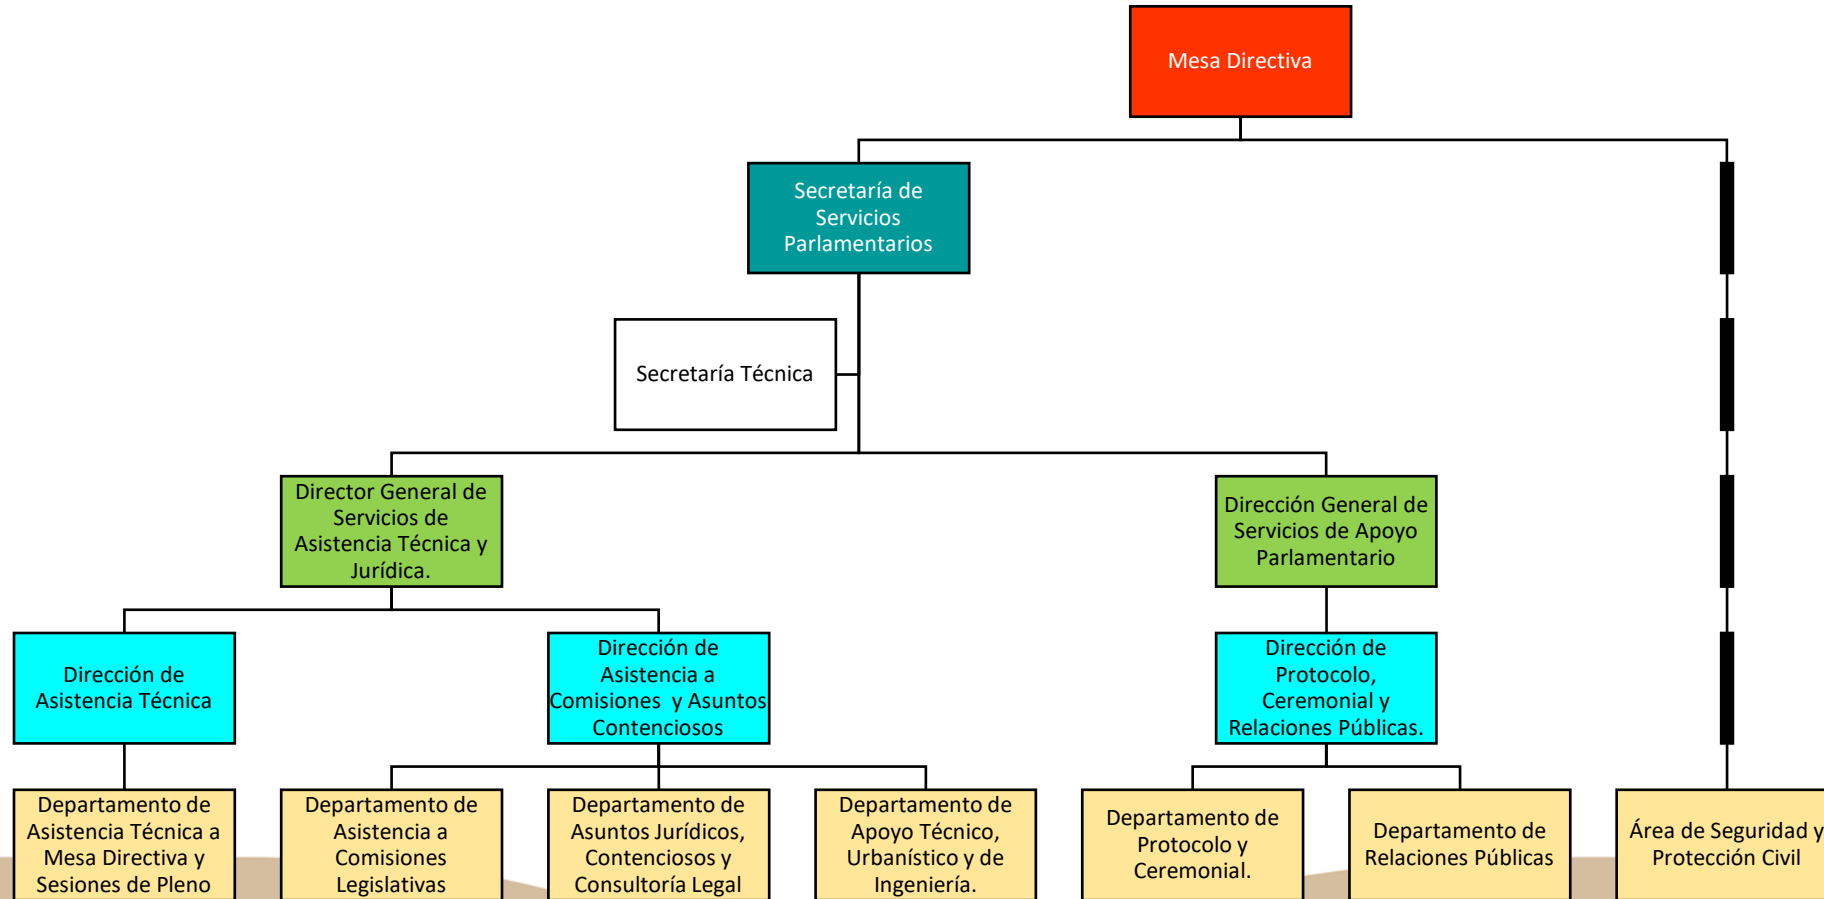 Mesa Directiva
Secretaría de
Servicios
Parlamentarios
Secretaría Técnica
Director General de
Servicios de
Asistencia Técnica y
Jurídica.
Dirección General de
Servicios de Apoyo
Parlamentario
Dirección de
Asistencia Técnica
Dirección de
Asistencia a
Comisiones y Asuntos
Contenciosos
Dirección de
Protocolo,
Ceremonial y
Relaciones Públicas.
Departamento de
Asistencia Técnica a
Mesa Directiva y
Sesiones de Pleno
Departamento de
Asistencia a
Comisiones
Legislativas
Departamento de
Asuntos Jurídicos,
Contenciosos y
Consultoría Legal
Departamento de
Apoyo Técnico,
Urbanístico y de
Ingeniería.
Departamento de
Protocolo y
Ceremonial.
Departamento de
Relaciones Públicas
Área de Seguridad y
Protección Civil